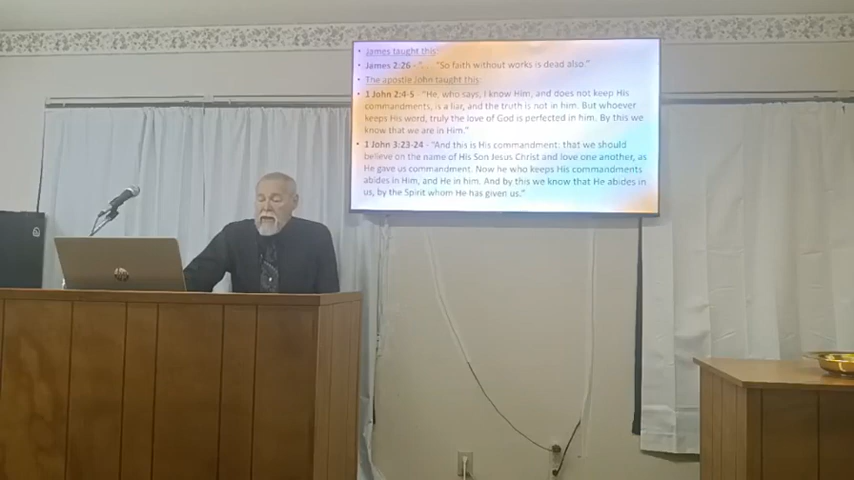 • James taught this:
• James 2:26 - ". . . "So faith without works is dead also."
• The apostle John taught this:
• 1 John 2:4-5 - "He, who says, I know Him, and does not keep His
commandments, is a liar, and the truth is not in him. But whoever
keeps His word, truly the love of God is perfected in him. By this we
know that we are in Him."
• 1 John 3:23-24 - "And this is His commandment: that we should
believe on the name of His Son Jesus Christ and love one another, as
He gave us commandment. Now he who keeps His commandments
abides in Him, and He in him. And by this we know that He abides in
us, by the Spirit whom He has given us."
hp